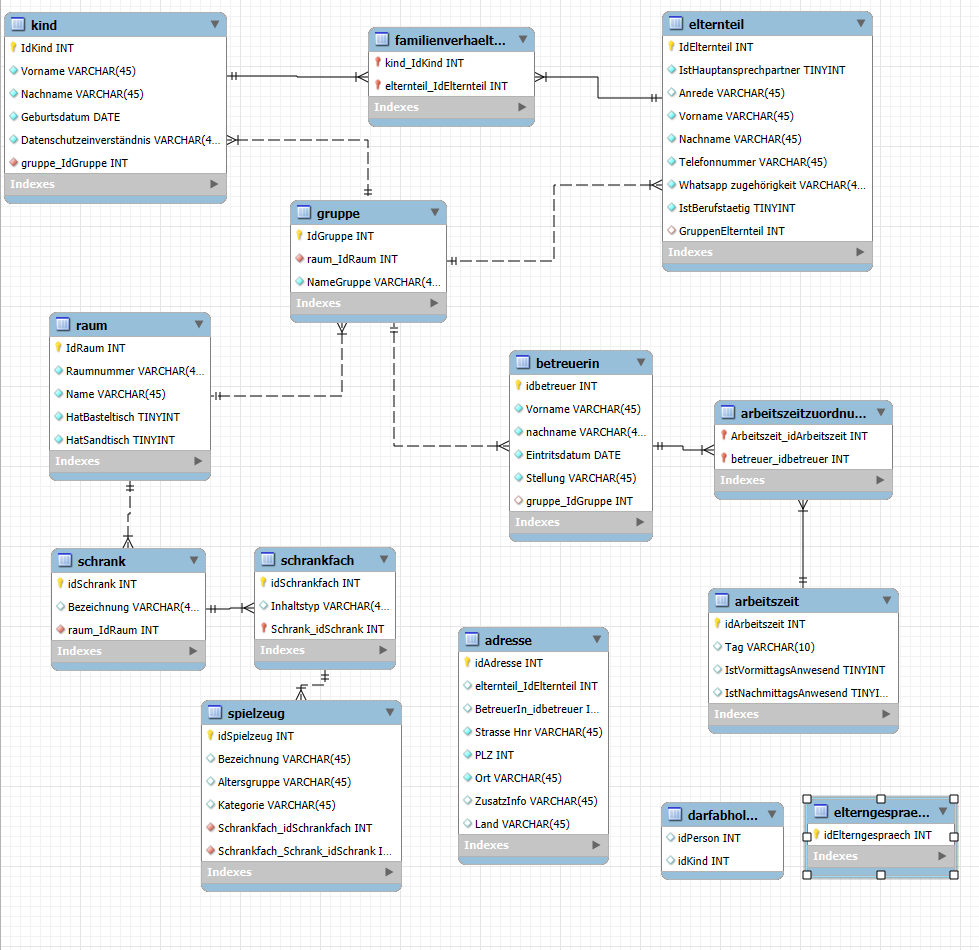 kind
IdKind INT
Vorname VARCHAR(45)
Nachname VARCHAR(45)
Geburtsdatum DATE
Datenschutzeinverständnis VARCHAR(4...
gruppe_IdGruppe INT
Indexes
familienverhaelt...
kind_IdKind INT
elternteil_IdElternteil INT
Indexes
elternteil
IdElternteil INT
IstHauptansprechpartner TINYINT
Anrede VARCHAR(45)
Vorname VARCHAR(45)
Nachname VARCHAR(45)
Telefonnummer VARCHAR(45)
Whatsapp zugehörigkeit VARCHAR(4...
IstBerufstaetig TINYINT
GruppenElternteil INT
Indexes
gruppe
IdGruppe INT
raum_IdRaum INT
NameGruppe VARCHAR(4...
Indexes
raum
IdRaum INT
Raumnummer VARCHAR(4...
Name VARCHAR(45)
HatBasteltisch TINYINT
HatSandtisch TINYINT
Indexes
betreuerin
idbetreuer INT
Vorname VARCHAR(45)
nachname VARCHAR(4...
Eintritsdatum DATE
Stellung VARCHAR(45)
gruppe_IdGruppe INT
Indexes
arbeitszeitzuordnu...
Arbeitszeit_idArbeitszeit INT
betreuer_idbetreuer INT
Indexes
schrank
idSchrank INT
Bezeichnung VARCHAR(4...
raum_IdRaum INT
Indexes
schrankfach
idSchrankfach INT
Inhaltstyp VARCHAR(4...
Schrank_idSchrank INT
Indexes
arbeitszeit
idArbeitszeit INT
Tag VARCHAR(10)
IstVormittagsAnwesend TINYINT
IstNachmittagsAnwesend TINYI...
Indexes
adresse
idAdresse INT
elternteil_IdElternteil INT
BetreuerIn_idbetreuer I...
Strasse Hnr VARCHAR(45)
PLZ INT
Ort VARCHAR(45)
ZusatzInfo VARCHAR(45)
Land VARCHAR(45)
Indexes
spielzeug
idSpielzeug INT
Bezeichnung VARCHAR(45)
Altersgruppe VARCHAR(45)
Kategorie VARCHAR(45)
Schrankfach_idSchrankfach INT
Schrankfach_Schrank_idSchrank I...
Indexes
darfabhol...
idPerson INT
idKind INT
elterngesprae...
idElterngespraech INT
Indexes